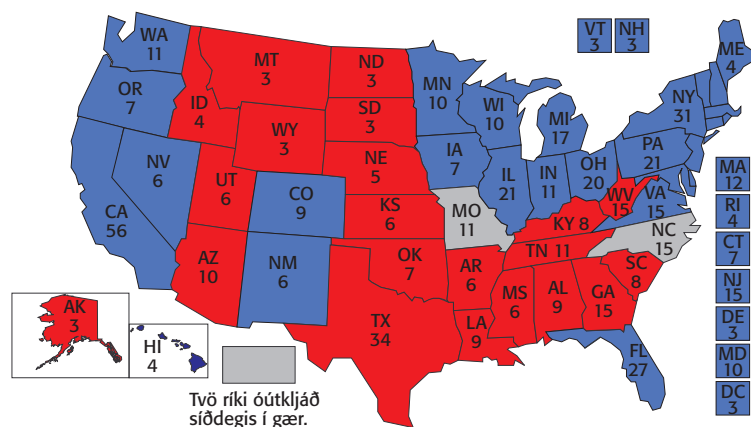 VT
3
NH
3
WA
11
OR
7
CA
56
NV
6
ID
4
MT
3
WY
3
UT
6
AZ
10
CO
9
NM
6
ND
3
SD
3
NE
5
KS
6
OK
7
TX
34
MN
10
IA
7
MO
11
AR
6
LA
9
WI
10
IL
21
MI
17
IN
11
OH
20
KY 8
TN 11
MS
6
AL
9
GA
15
SC
8
NC
15
VA
15
WV
15
PA
21
NY
31
ME
4
FL
27
MA
12
RI
4
CT
7
NJ
15
DE
3
MD
10
DC
3
AK
3
HI
4
Tvö ríki óútkljáð
síðdegis í gær.